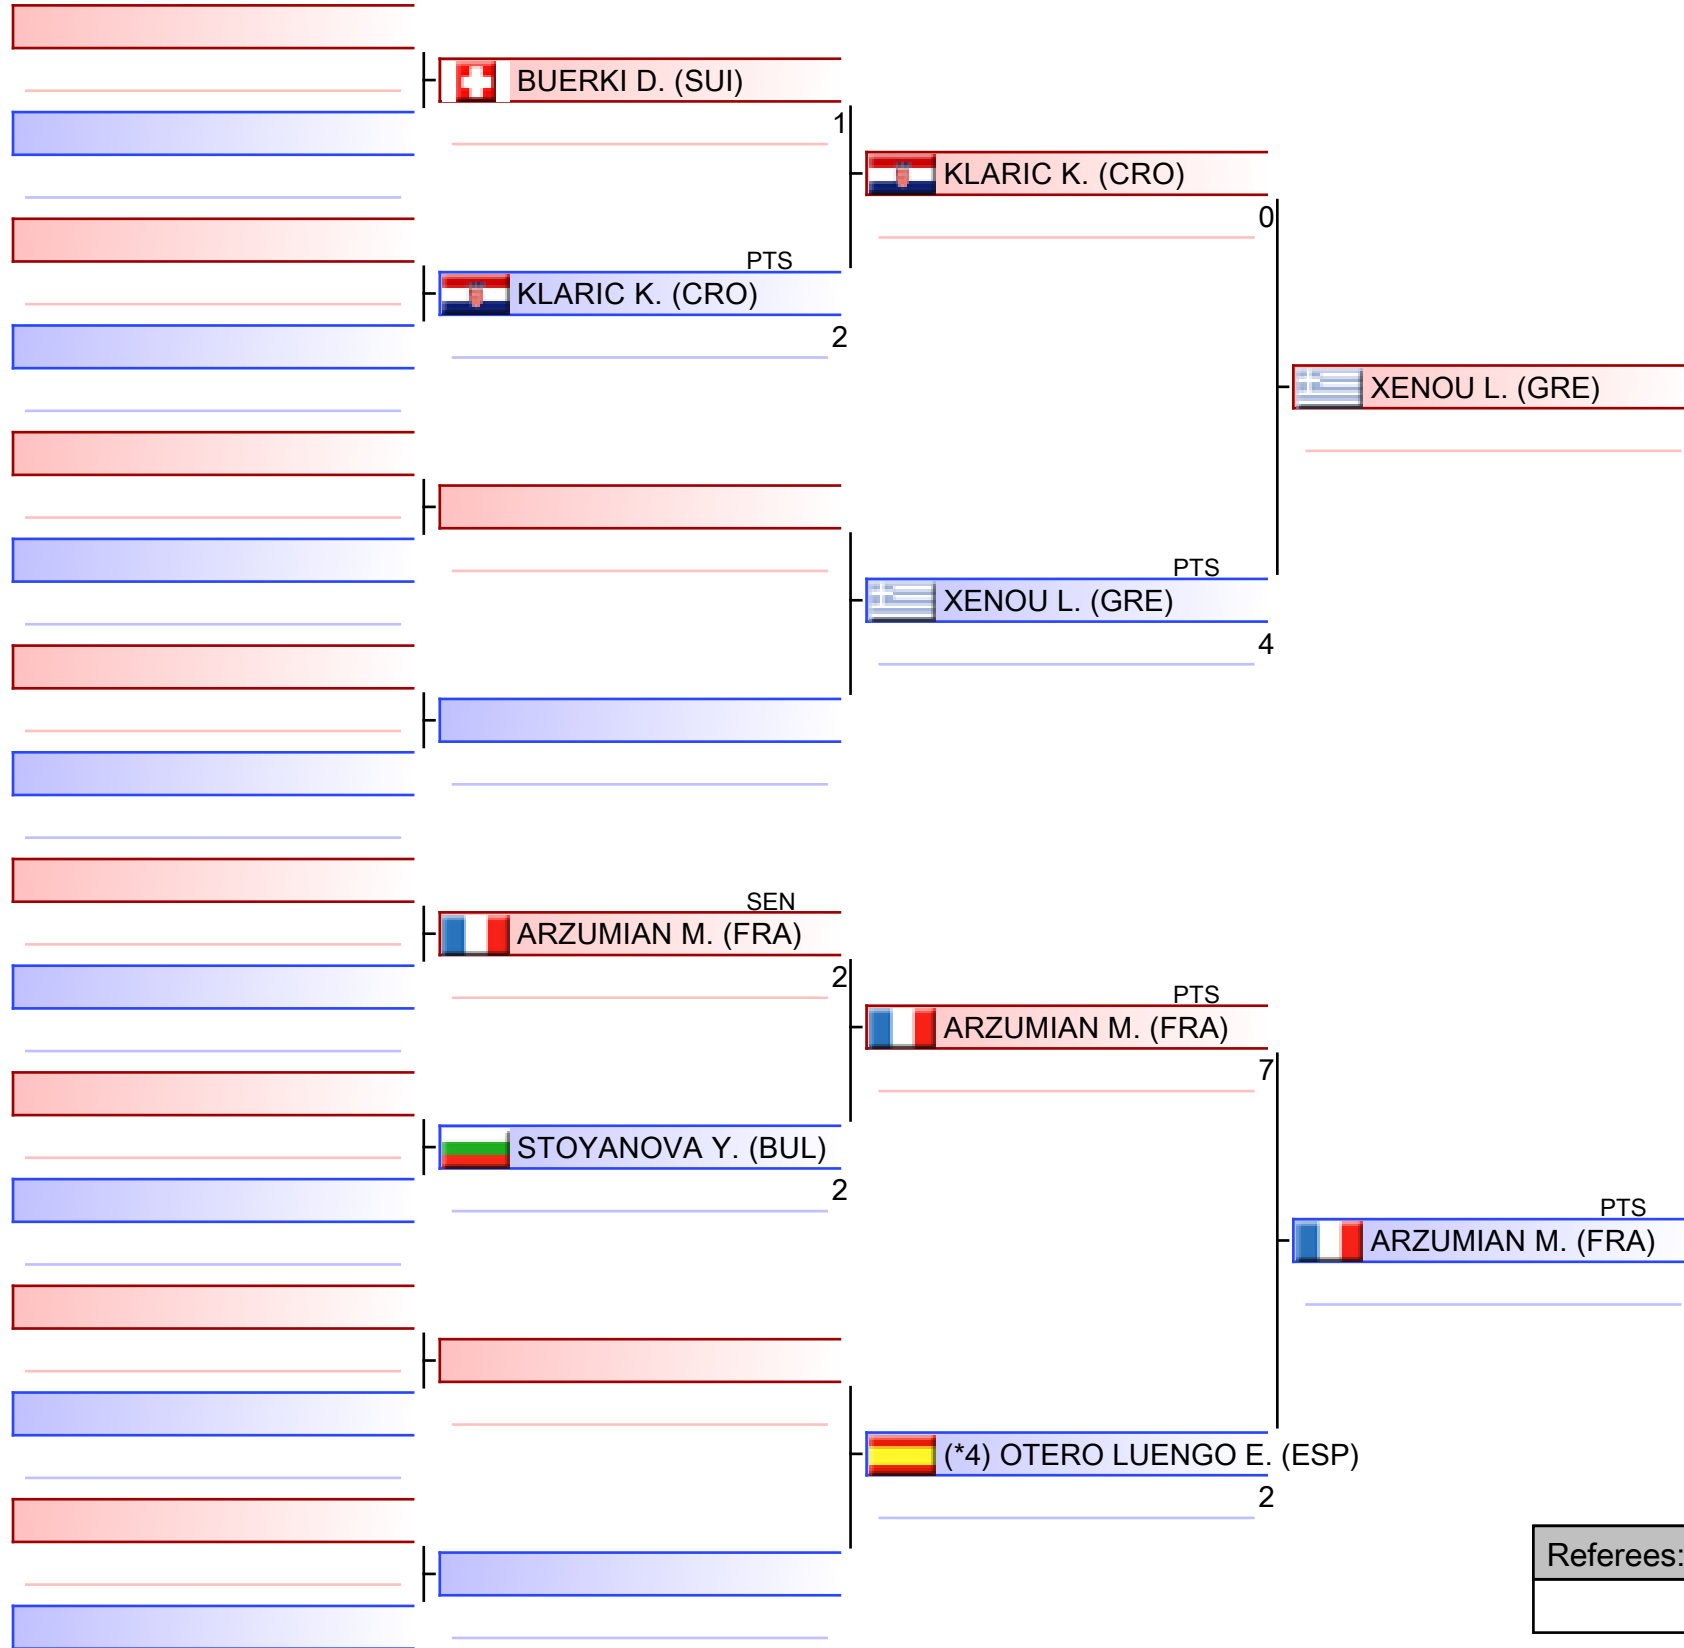 BUERKI D. (SUI)
1
KLARIC K. (CRO)
0
PTS
KLARIC K. (CRO)
2
XENOU L. (GRE)
PTS
XENOU L. (GRE)
4
SEN
ARZUMIAN M. (FRA)
2
PTS
ARZUMIAN M. (FRA)
7
STOYANOVA Y. (BUL)
2
PTS
ARZUMIAN M. (FRA)
(*4) OTERO LUENGO E. (ESP)
2
Referees: